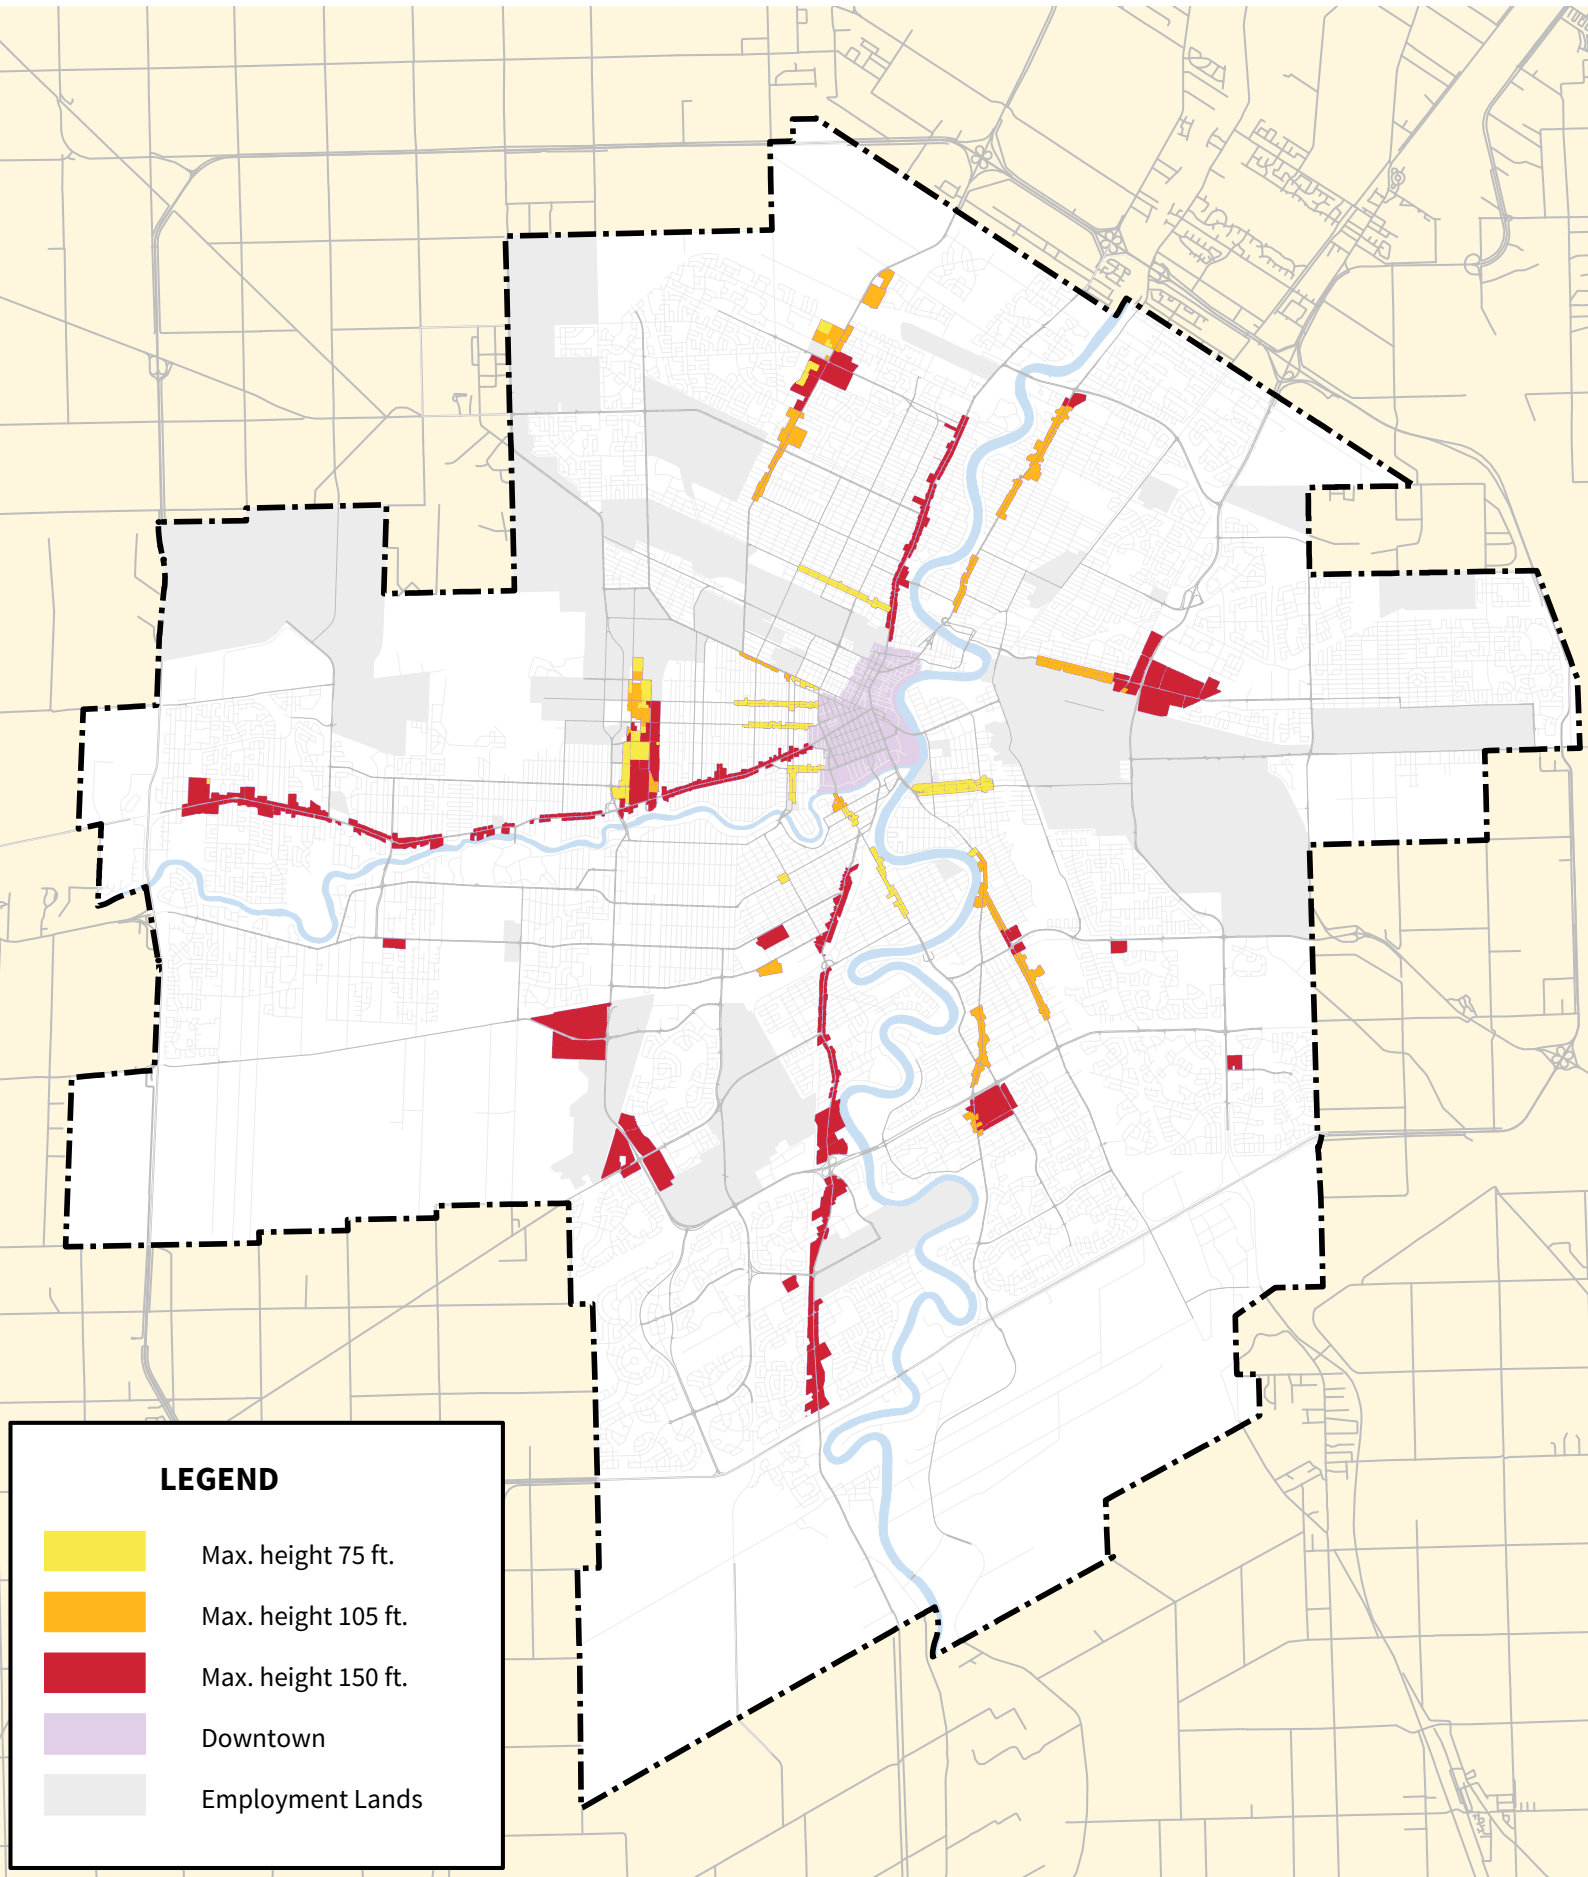 LEGEND
Max. height 75 ft.
Max. height 105 ft.
Max. height 150 ft.
Downtown
Employment Lands